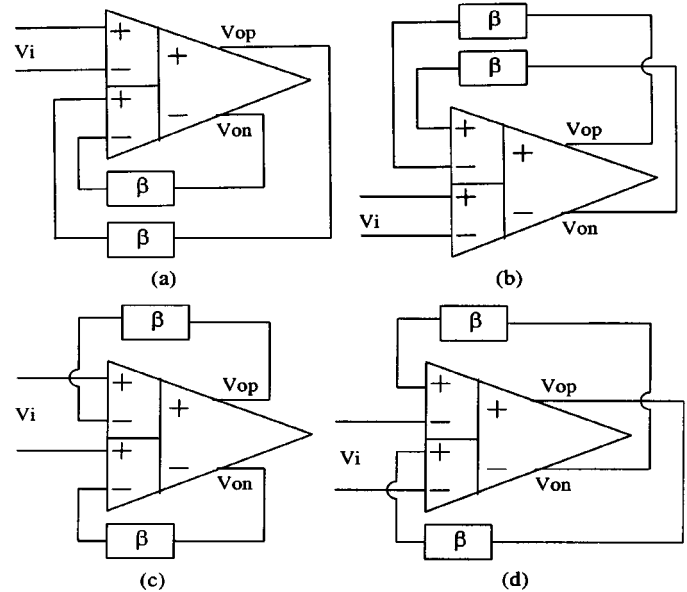 Vi
+
−
+
−
+
−
Vop
Von
β
β
(a)
β
β
+
−
+
−
+
−
Vop
Von
Vi
(b)
β
+
−
+
−
+
−
Vi
Vop
Von
β
(c)
β
+
−
+
−
+
−
Vi
Vop
Von
β
(d)